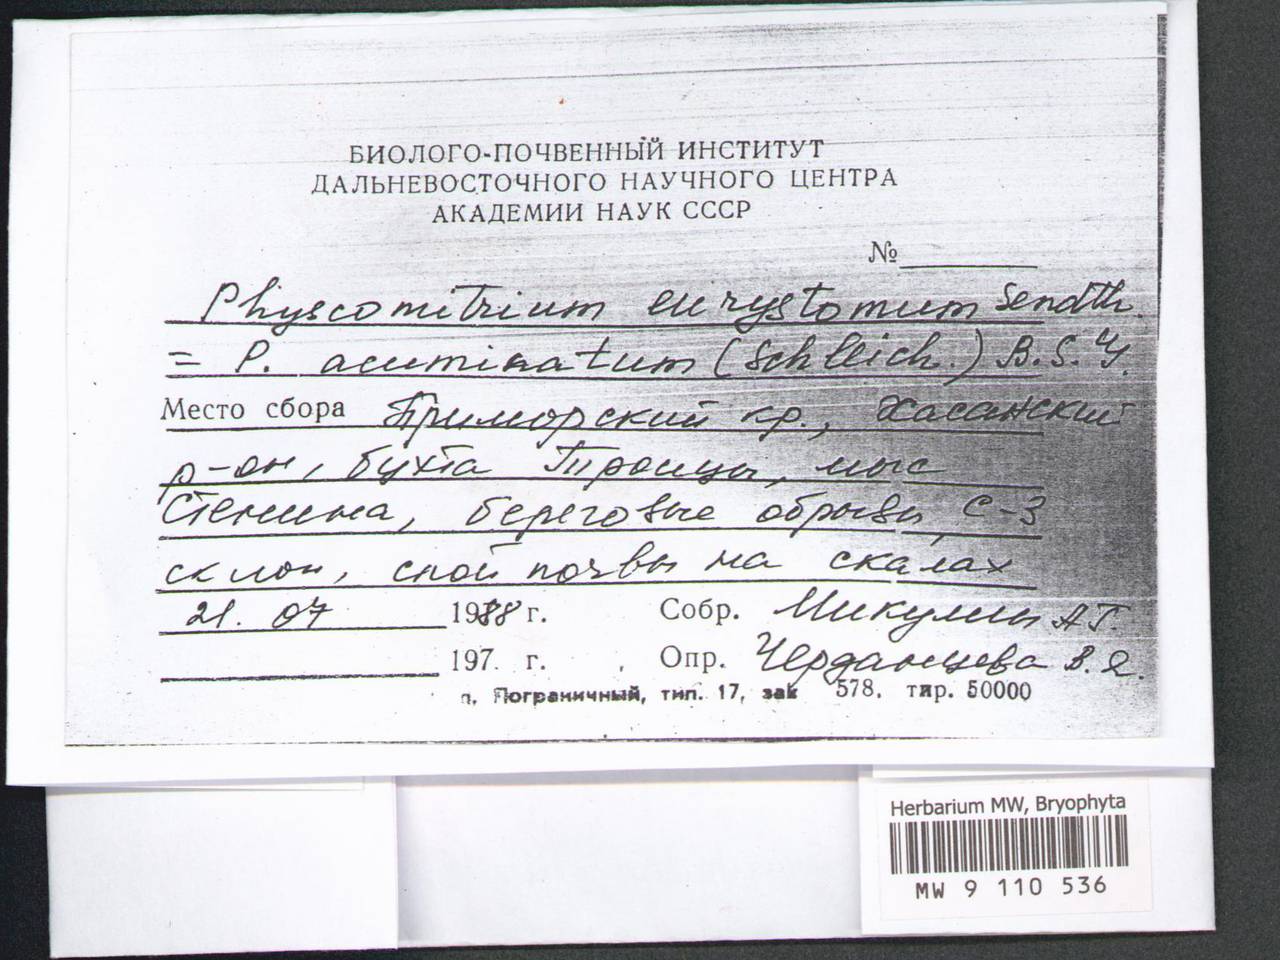 БИОЛОГО-ПОЧВЕННЫЙ ИНСТИТУТ
ДАЛЬНЕВОСТОЧНОГО НАУЧНОГО ЦЕНТРА
АКАДЕМИИ НАУК СССР
№
Physcomitrium eurystomum Sendtn.
= P. acuminatum (Schleich.) B.S.G.
Место сбора Приморский кр., Хасанский
р-он, бухта Троицы, мыс
Стенина, береговые обрывы, С-З
склон, слой почвы на скалах
21. 07 1988 г. Собр. Микулин А Г.
197 г. Опр. Черданцева В. Я.
п. Пограничный, тип. 17, зак 578. тир. 50000
Herbarium MW, Bryophyta
MW 9 110 536